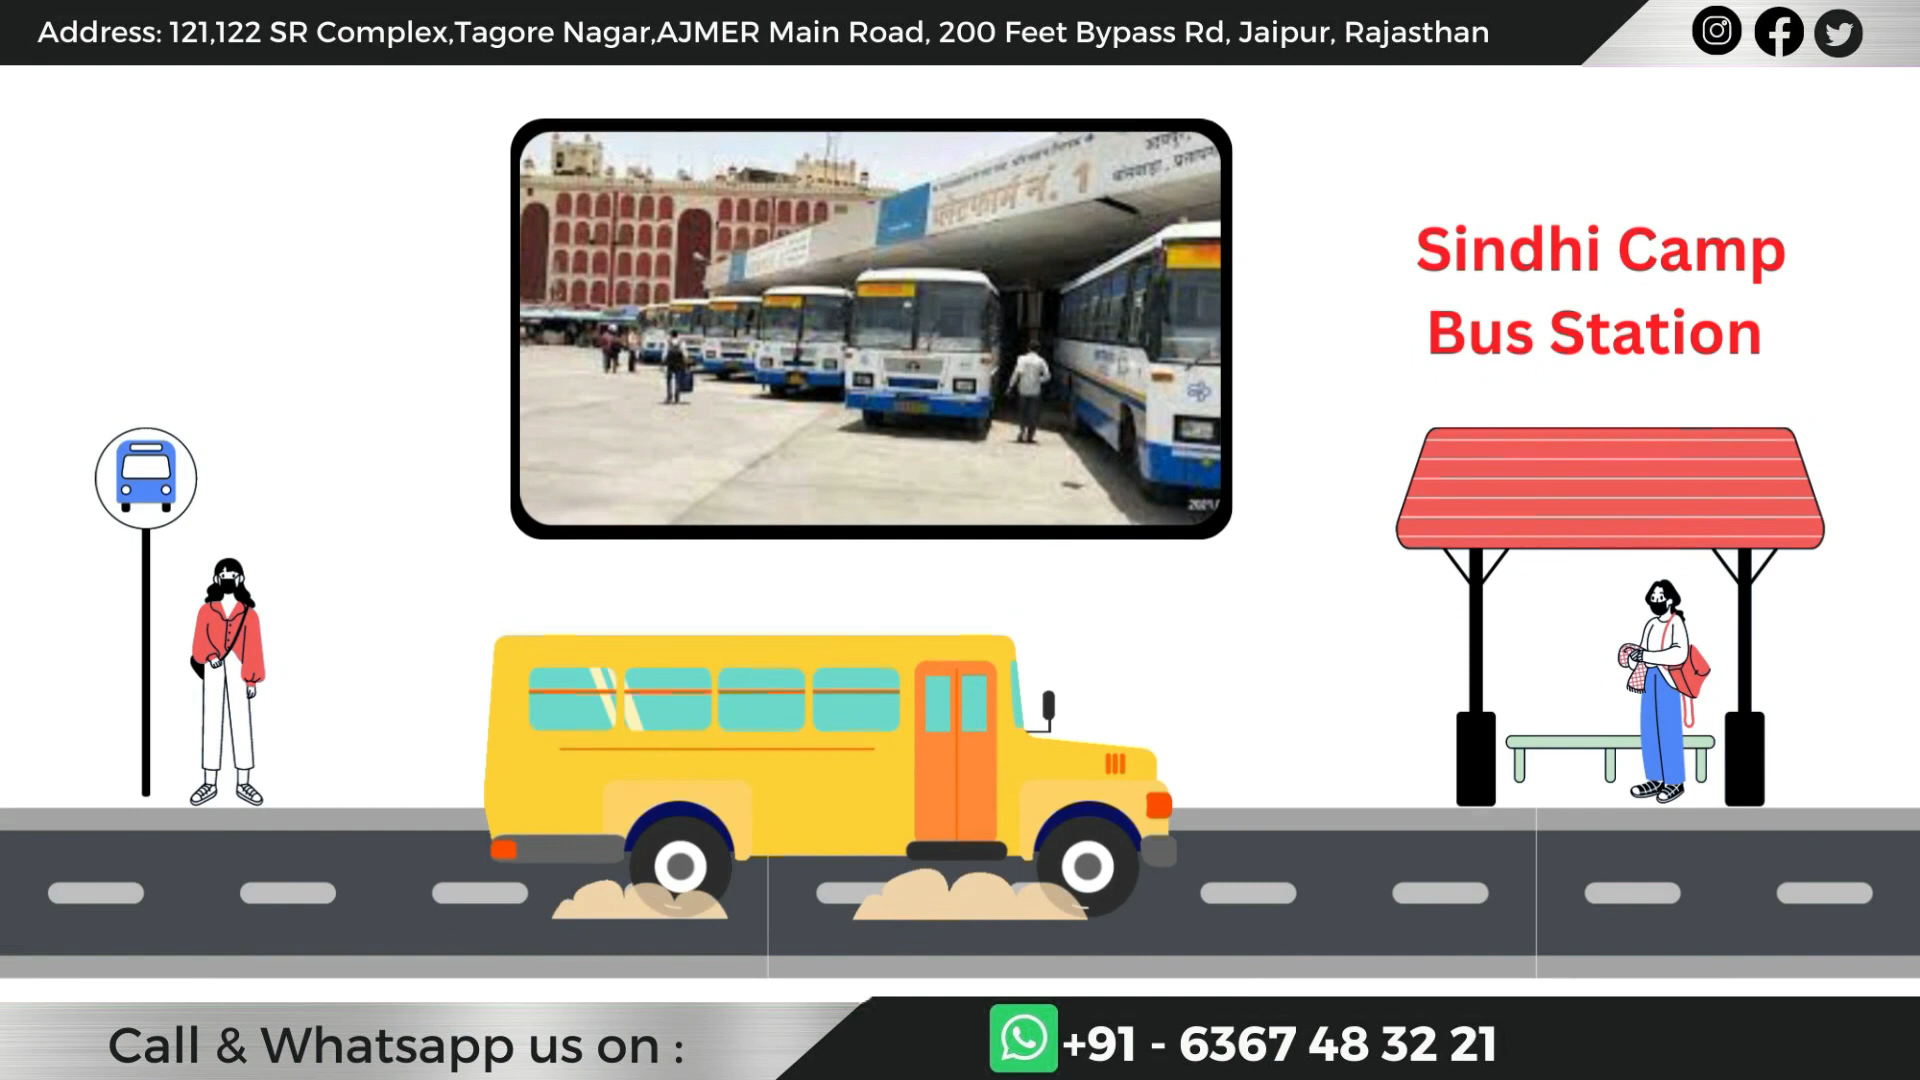 Address: 121,122 SR Complex,Tagore Nagar,AJMER Main Road, 200 Feet Bypass Rd, Jaipur, Rajasthan
प्लेटफार्म नं. 1
Sindhi Camp
Bus Station
Call & Whatsapp us on :
+91 - 6367 48 32 21